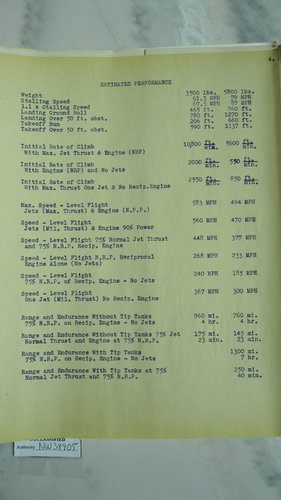 4.
ESTIMATED PERFORMANCE
Weight 3500 lbs. 5800 lbs.
Stalling Speed 61.3 MPH 79 MPH
1.1 x Stalling Speed 67.8 MPH 87 MPH
Landing Ground Roll 465 ft. 760 ft.
Landing Over 50 ft. obst. 780 ft. 1270 ft.
Takeoff Run 206 ft. 620 ft.
Takeoff Over 50 ft. obst. 590 ft. 1137 ft.
Initial Rate of Climb 10800 ft. 5600 ft.
With Max. Jet Thrust & Engine (NRP) min. min.
Initial Rate of Climb 2000 ft. 550 ft.
With Engine (NRP) and No Jets min. min.
Initial Rate of Climb 2550 ft. 850 ft.
With Max. Thrust One Jet & No Recip. Engine min. min.
Max. Speed - Level Flight 583 MPH 494 MPH
Jets (Max. Thrust) & Engine (N.R.P.)
Speed - Level Flight 560 MPH 470 MPH
Jets (Mil. Thrust) & Engine 90% Power
Speed - Level Flight 75% Normal Jet Thrust 448 MPH 377 MPH
and 75% N.R.P. Recip. Engine
Speed - Level Flight N.R.P. Reciprocal 268 MPH 233 MPH
Engine Alone (No Jets)
Speed - Level Flight 240 MPH 185 MPH
75% N.R.P. of Recip. Engine - No Jets
Speed - Level Flight 367 MPH 300 MPH
One Jet (Mil. Thrust) No Recip. Engine
Range and Endurance Without Tip Tanks 960 mi. 760 mi.
75% N.R.P. on Recip. Engine - No Jets 4 hr. 4 hr.
Range and Endurance Without Tip Tanks 75% Jet 175 mi. 145 mi.
Normal Thrust and Engine at 75% N.R.P. 23 min. 23 min.
Range and Endurance With Tip Tanks 1300 mi.
75% N.R.P. on Recip. Engine - No Jets 7 hr.
Range and Endurance With Tip Tanks at 75% 250 mi.
Normal Jet Thrust and 75% N.R.P. 40 min.
DECLASSIFIED
Authority NW38905